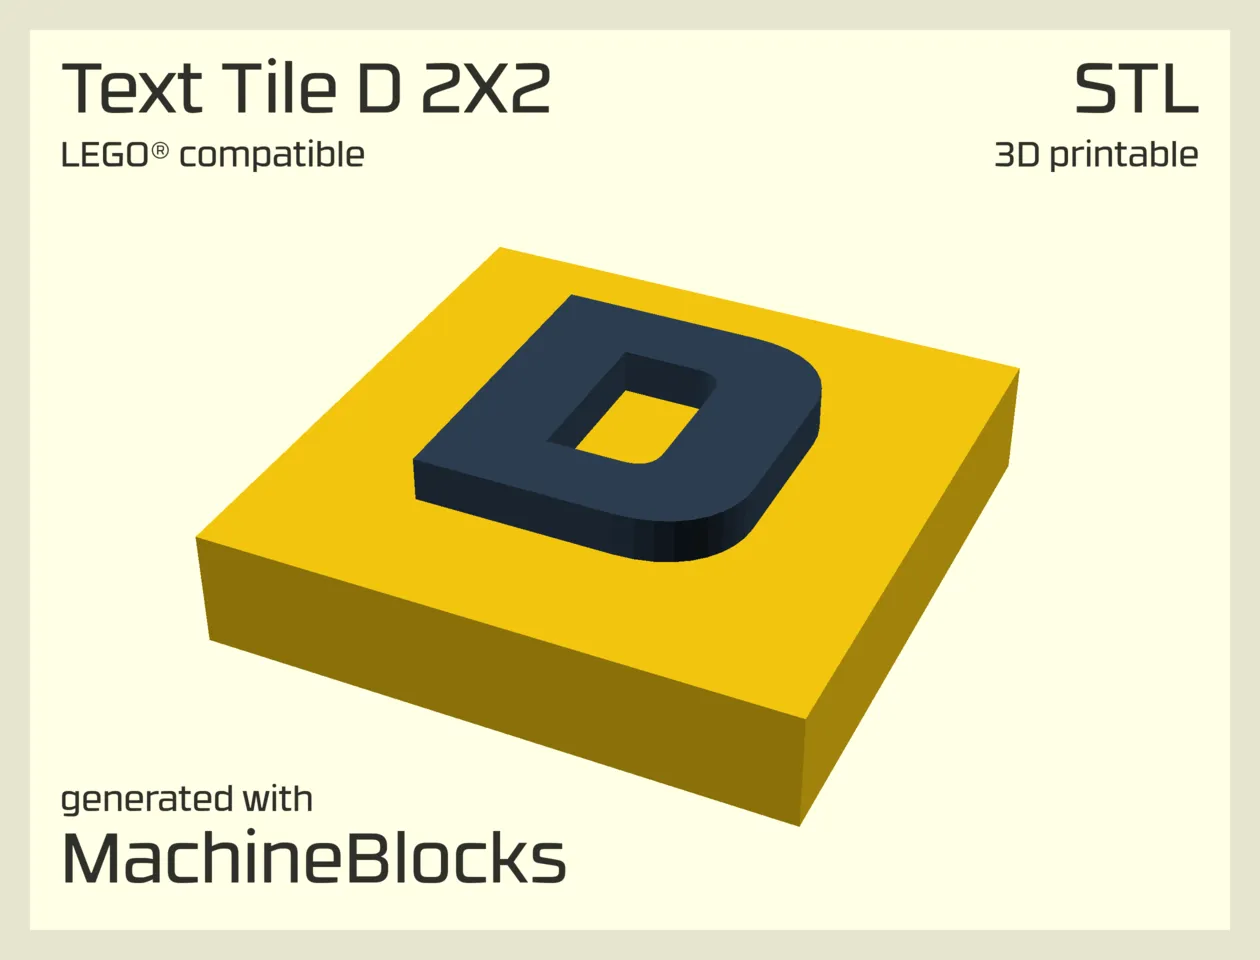 Text Tile D 2X2
STL
LEGO® compatible
3D printable
D
generated with
MachineBlocks